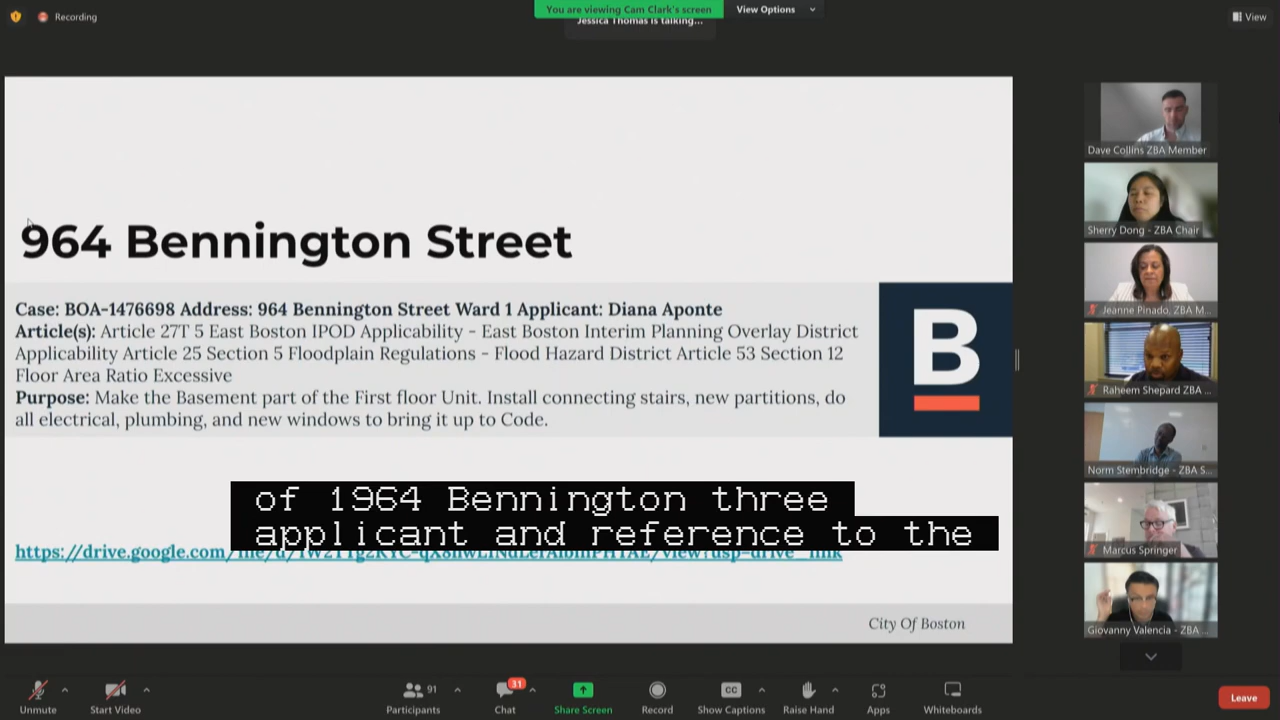 Recording
You are viewing Cam Clark's screen
View Options
Jessica Thomas is talking...
View
964 Bennington Street
Case: BOA-1476698 Address: 964 Bennington Street Ward 1 Applicant: Diana Aponte
Article(s): Article 27T 5 East Boston IPOD Applicability - East Boston Interim Planning Overlay District
Applicability Article 25 Section 5 Floodplain Regulations - Flood Hazard District Article 53 Section 12
Floor Area Ratio Excessive
Purpose: Make the Basement part of the First floor Unit. Install connecting stairs, new partitions, do
all electrical, plumbing, and new windows to bring it up to Code.
B
of 1964 Bennington three
applicant and reference to the
https://drive.google.com/
City Of Boston
Dave Collins ZBA Member
Sherry Dong - ZBA Chair
Jeanne Pinado, ZBA M...
Raheem Shepard ZBA ...
Norm Stembridge - ZBA S...
Marcus Springer
Giovanny Valencia - ZBA ...
Unmute
Start Video
91
Participants
31
Chat
Share Screen
Record
CC
Show Captions
Raise Hand
Apps
Whiteboards
Leave